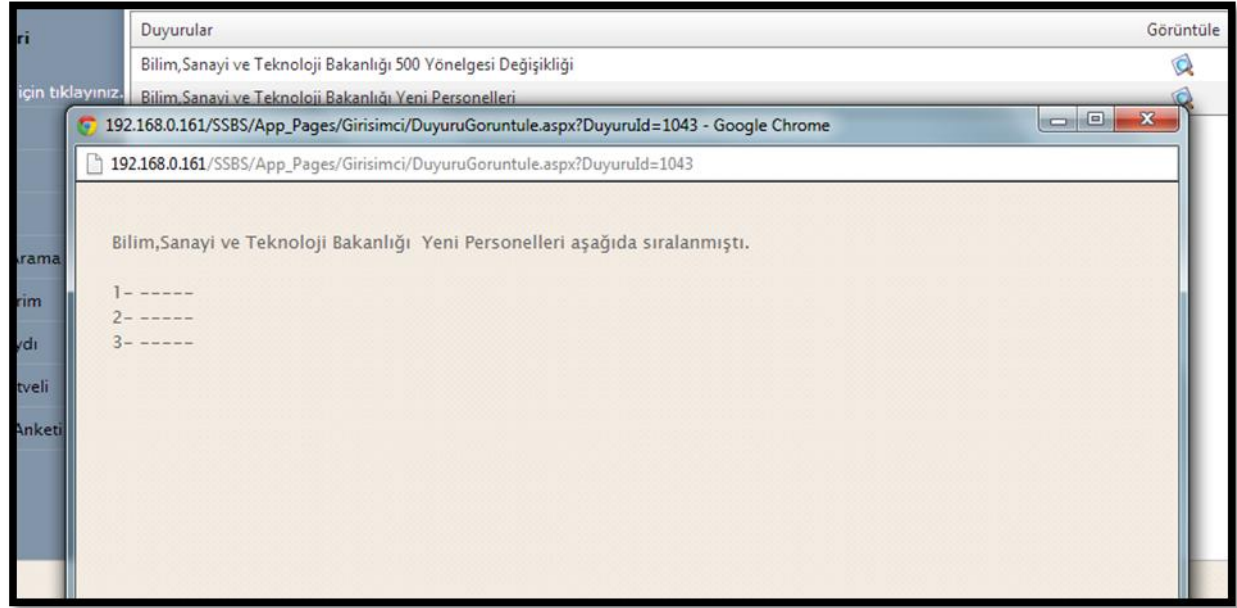 ri
Duyurular Görüntüle
Bilim,Sanayi ve Teknoloji Bakanlığı 500 Yönelgesi Değişikliği
için tıklayınız.
Bilim,Sanayi ve Teknoloji Bakanlığı Yeni Personelleri
192.168.0.161/SSBS/App_Pages/Girisimci/DuyuruGoruntule.aspx?DuyuruId=1043 - Google Chrome
192.168.0.161/SSBS/App_Pages/Girisimci/DuyuruGoruntule.aspx?DuyuruId=1043
Bilim,Sanayi ve Teknoloji Bakanlığı  Yeni Personelleri aşağıda sıralanmıştı.
1- -----
2- -----
3- -----
Arama
rim
ydı
tveli
Anketi